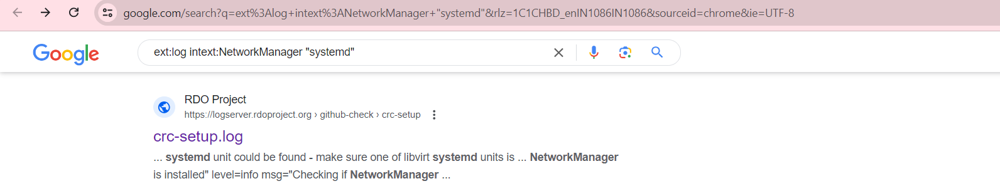 google.com/search?q=ext%3Alog+intext%3ANetworkManager+"systemd"&rlz=1C1CHBD_enIN1086IN1086&sourceid=chrome&ie=UTF-8
Google
ext:log intext:NetworkManager "systemd"
RDO Project
https://logserver.rdoproject.org › github-check › crc-setup
crc-setup.log
... systemd unit could be found - make sure one of libvirt systemd units is ... NetworkManager
is installed" level=info msg="Checking if NetworkManager ...